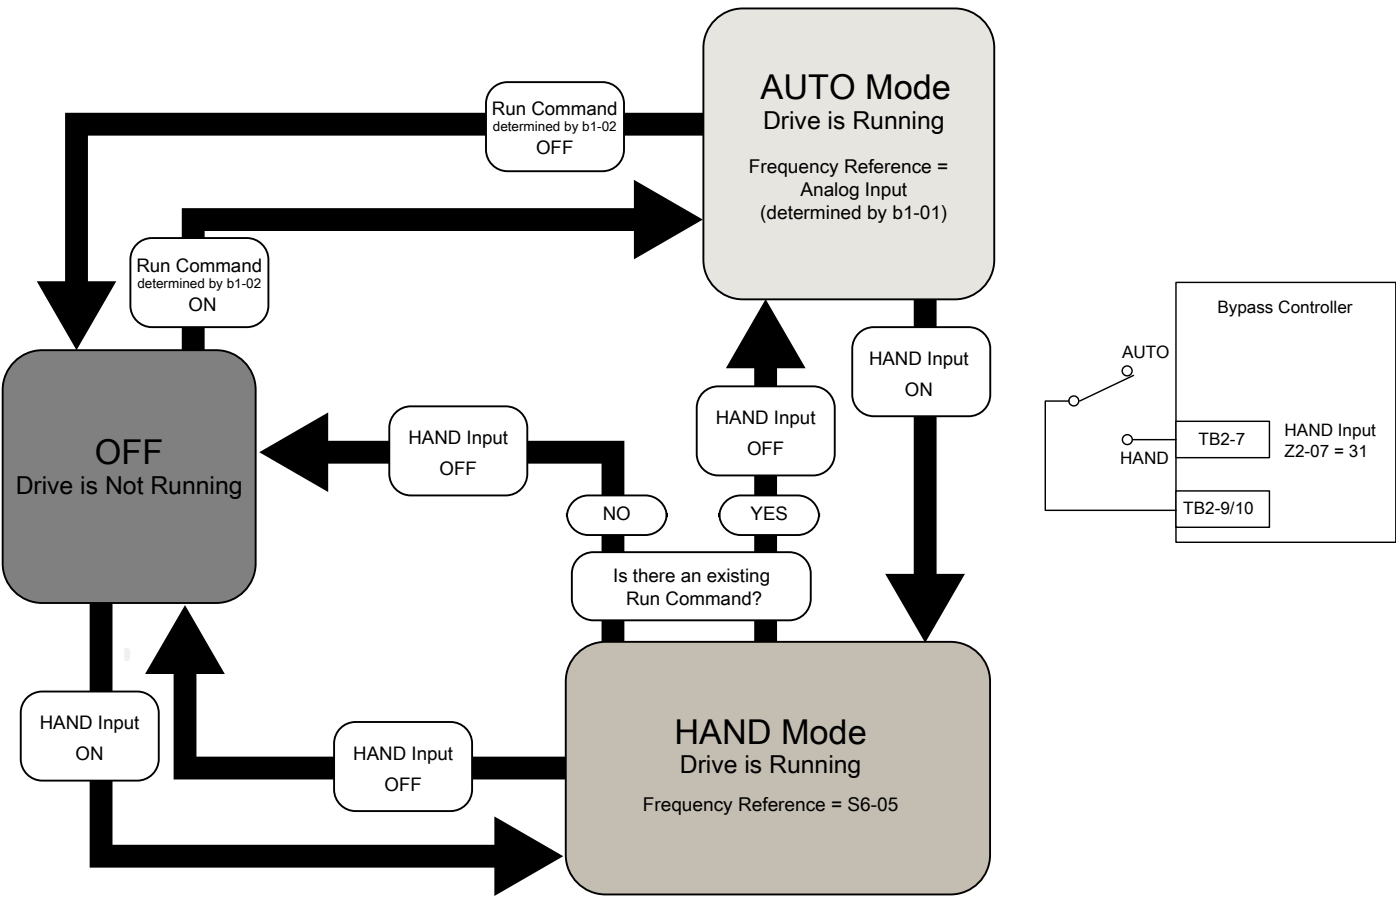 AUTO Mode
Drive is Running
Frequency Reference =
Analog Input
(determined by b1-01)
Run Command
determined by b1-02
OFF
Run Command
determined by b1-02
ON
OFF
Drive is Not Running
HAND Input
OFF
HAND Input
OFF
HAND Input
ON
NO
YES
Is there an existing
Run Command?
HAND Input
ON
HAND Input
OFF
HAND Mode
Drive is Running
Frequency Reference = S6-05
Bypass Controller
AUTO
HAND
TB2-7
HAND Input
Z2-07 = 31
TB2-9/10